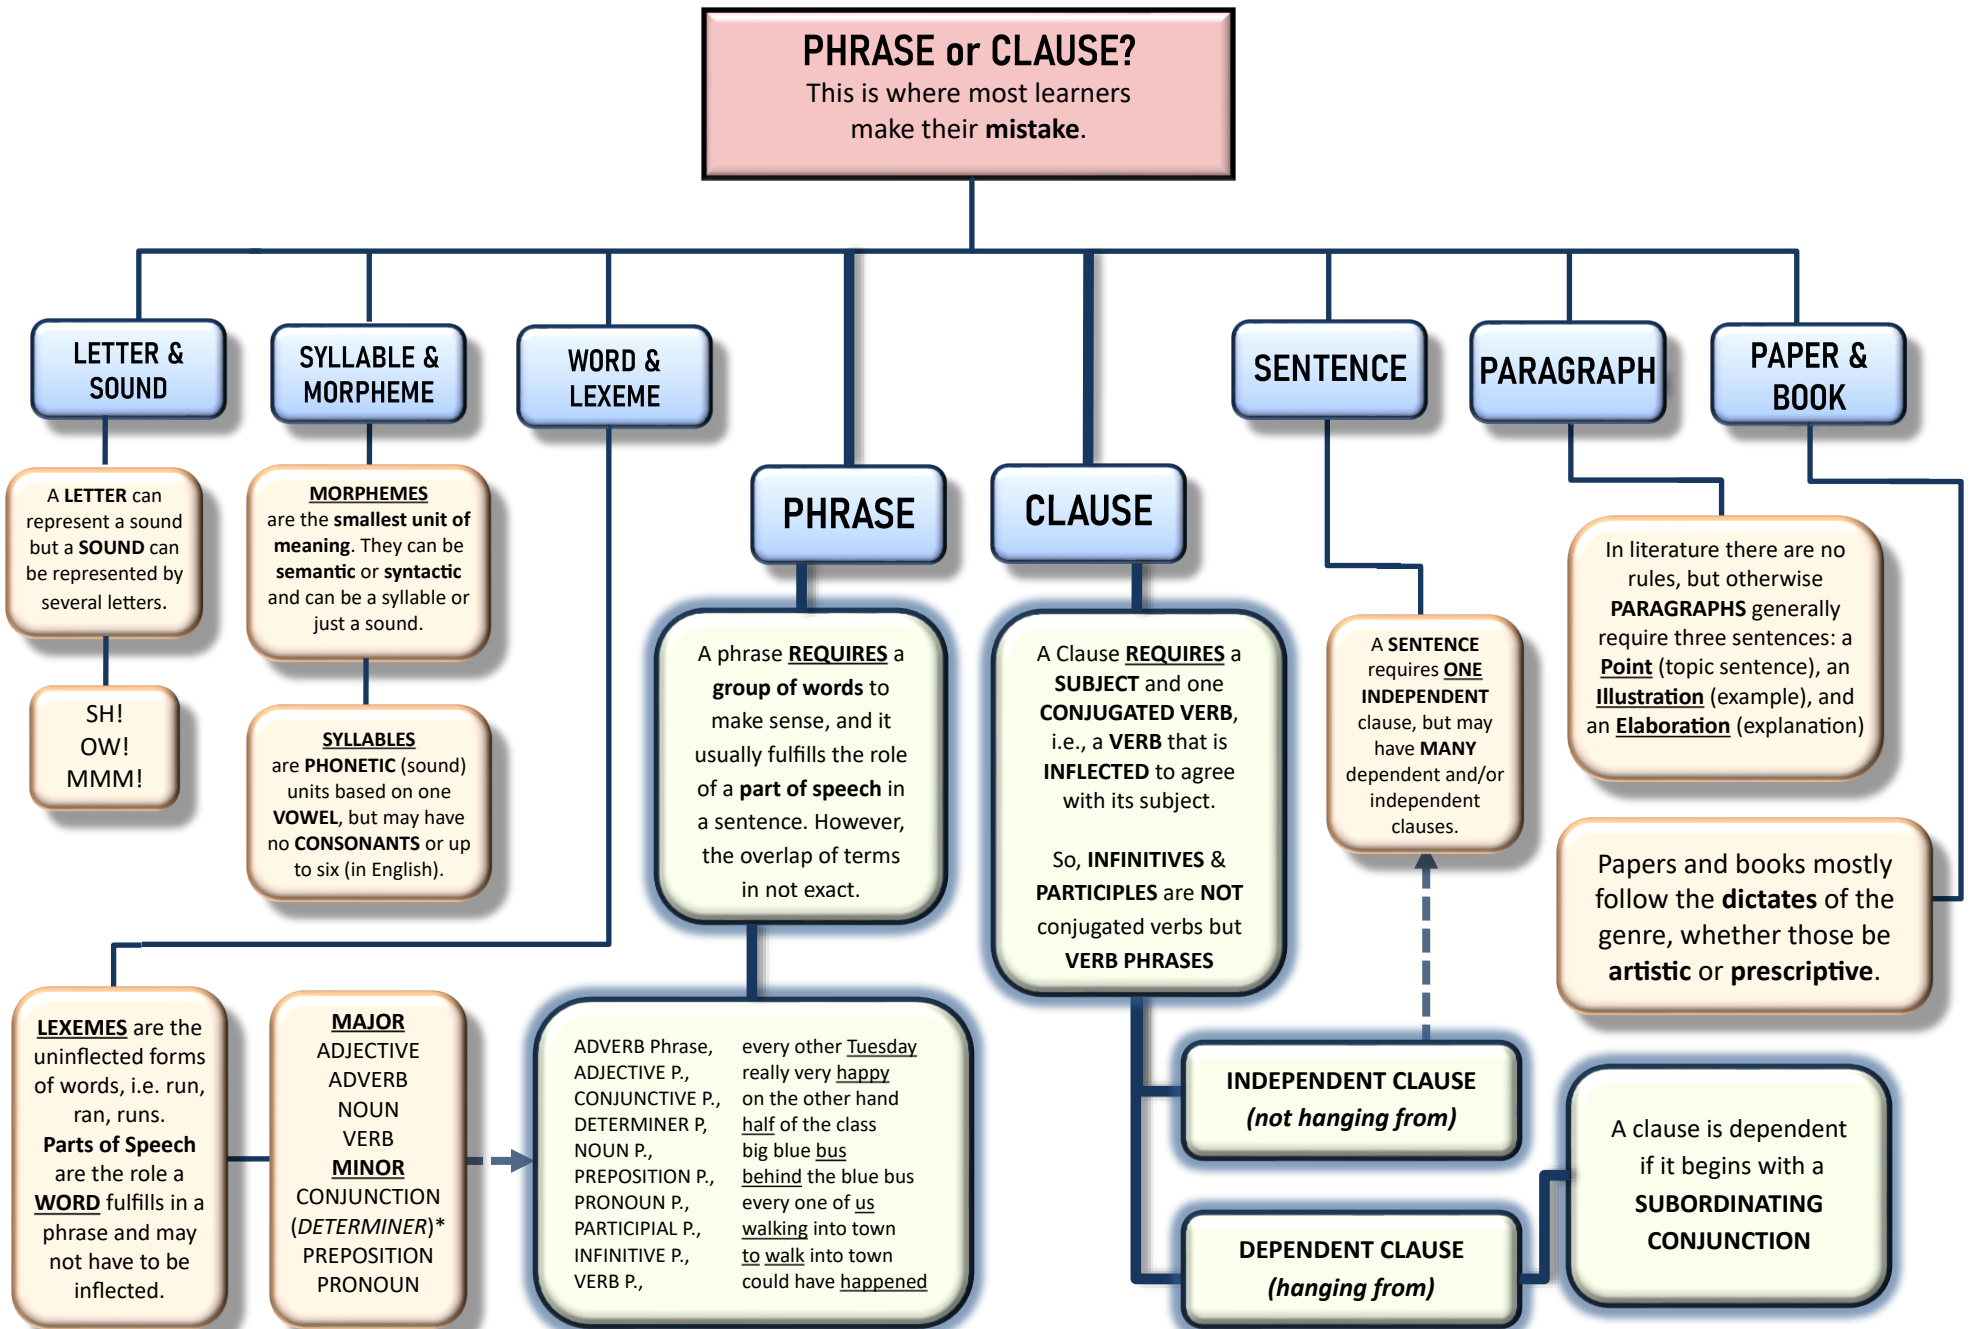 PHRASE or CLAUSE?
This is where most learners
make their mistake.
LETTER &
SOUND
SYLLABLE &
MORPHEME
WORD &
LEXEME
PHRASE
CLAUSE
SENTENCE
PARAGRAPH
PAPER &
BOOK
A LETTER can
represent a sound
but a SOUND can
be represented by
several letters.
SH!
OW!
MMM!
MORPHEMES
are the smallest unit of
meaning. They can be
semantic or syntactic
and can be a syllable or
just a sound.
SYLLABLES
are PHONETIC (sound)
units based on one
VOWEL, but may have
no CONSONANTS or up
to six (in English).
LEXEMES are the
uninflected forms
of words, i.e. run,
ran, runs.
Parts of Speech
are the role a
WORD fulfills in a
phrase and may
not have to be
inflected.
MAJOR
ADJECTIVE
ADVERB
NOUN
VERB
MINOR
CONJUNCTION
(DETERMINER)*
PREPOSITION
PRONOUN
A phrase REQUIRES a
group of words to
make sense, and it
usually fulfills the role
of a part of speech in
a sentence. However,
the overlap of terms
in not exact.
ADVERB Phrase, every other Tuesday
ADJECTIVE P., really very happy
CONJUNCTIVE P., on the other hand
DETERMINER P, half of the class
NOUN P., big blue bus
PREPOSITION P., behind the blue bus
PRONOUN P., every one of us
PARTICIPIAL P., walking into town
INFINITIVE P., to walk into town
VERB P., could have happened
A Clause REQUIRES a
SUBJECT and one
CONJUGATED VERB,
i.e., a VERB that is
INFLECTED to agree
with its subject.
So, INFINITIVES &
PARTICIPLES are NOT
conjugated verbs but
VERB PHRASES
INDEPENDENT CLAUSE
(not hanging from)
DEPENDENT CLAUSE
(hanging from)
A clause is dependent
if it begins with a
SUBORDINATING
CONJUNCTION
A SENTENCE
requires ONE
INDEPENDENT
clause, but may
have MANY
dependent and/or
independent
clauses.
In literature there are no
rules, but otherwise
PARAGRAPHS generally
require three sentences: a
Point (topic sentence), an
Illustration (example), and
an Elaboration (explanation)
Papers and books mostly
follow the dictates of the
genre, whether those be
artistic or prescriptive.